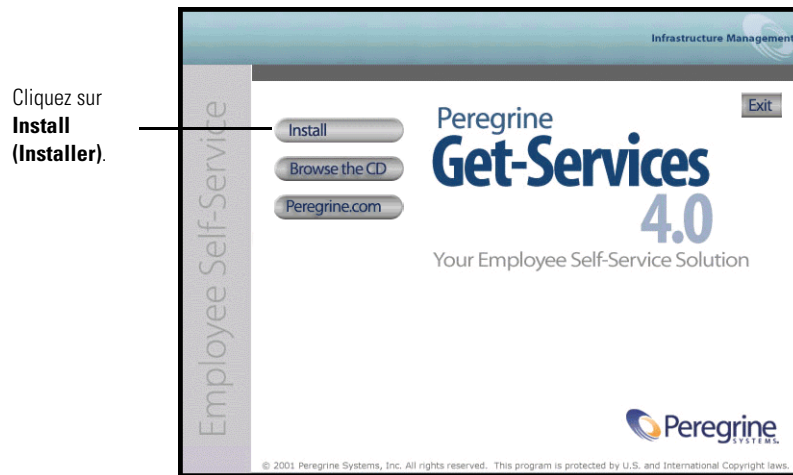 Infrastructure Management
Cliquez sur
Install
(Installer).
Employee Self-Service
Exit
Install
Browse the CD
Peregrine.com
Peregrine
Get-Services
4.0
Your Employee Self-Service Solution
Peregrine
SYSTEMS
© 2001 Peregrine Systems, Inc. All rights reserved. This program is protected by U.S. and International Copyright laws.